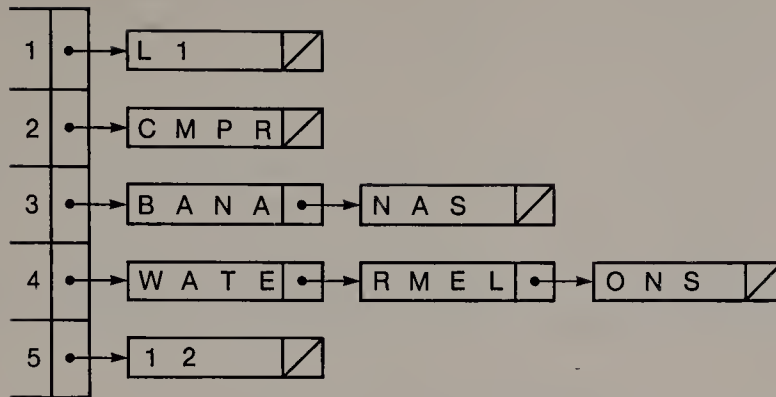 1 L 1
2 C M P R
3 B A N A N A S
4 W A T E R M E L O N S
5 1 2